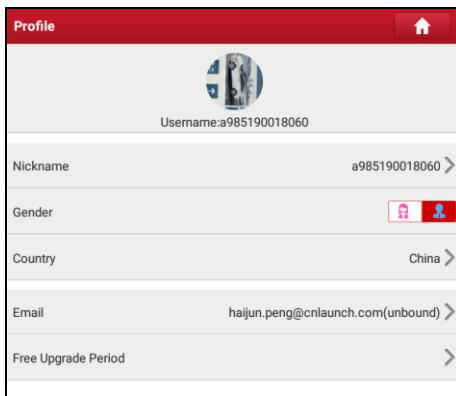 Profile
Username:a985190018060
Nickname a985190018060
Gender
Country China
Email haijun.peng@cnlaunch.com(unbound)
Free Upgrade Period